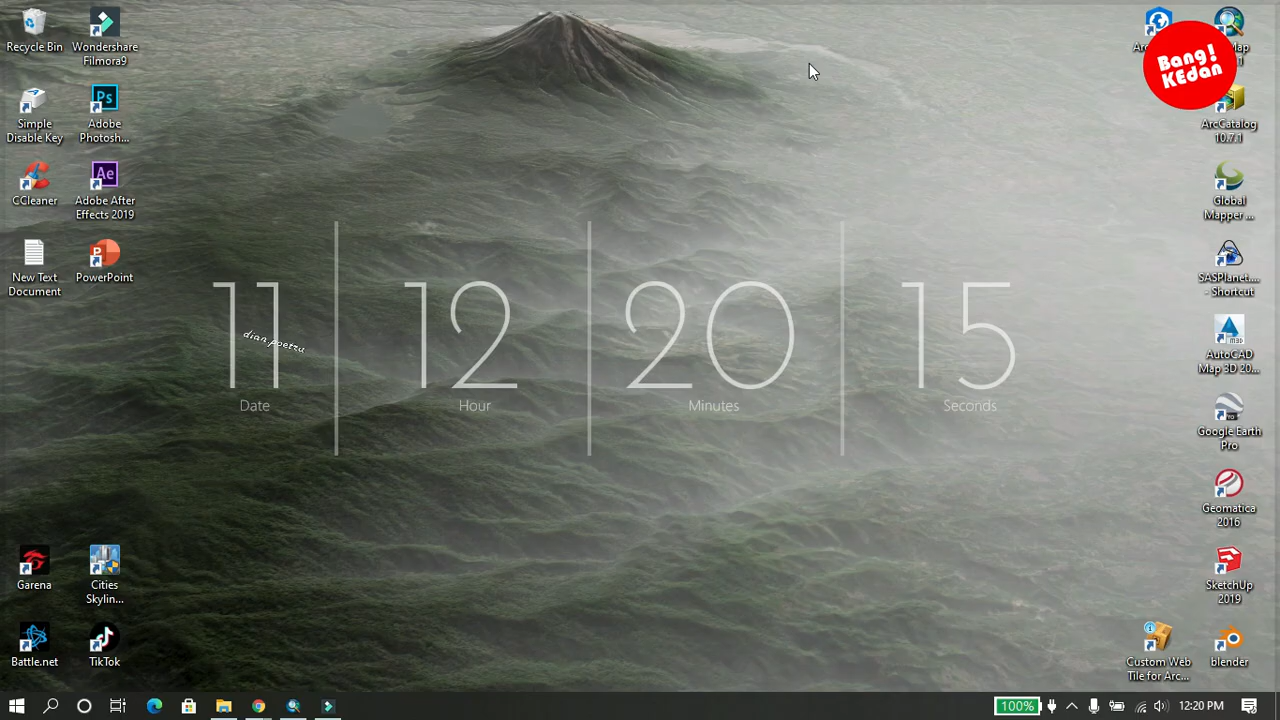 Recycle Bin
Wondershare
Filmora9
Simple
Disable Key
Adobe
Photosh...
CCleaner
Adobe After
Effects 2019
New Text
Document
PowerPoint
Garena
Cities
Skylin...
Battle.net
TikTok
11
Date
dian.poetzu
12
Hour
20
Minutes
15
Seconds
Bang!
KEdan
ArcCatalog
10.7.1
Global
Mapper ...
SASPlanet....
- Shortcut
AutoCAD
Map 3D 20...
Google Earth
Pro
Geomatica
2016
SketchUp
2019
Custom Web
Tile for Arc...
blender
100%
12:20 PM